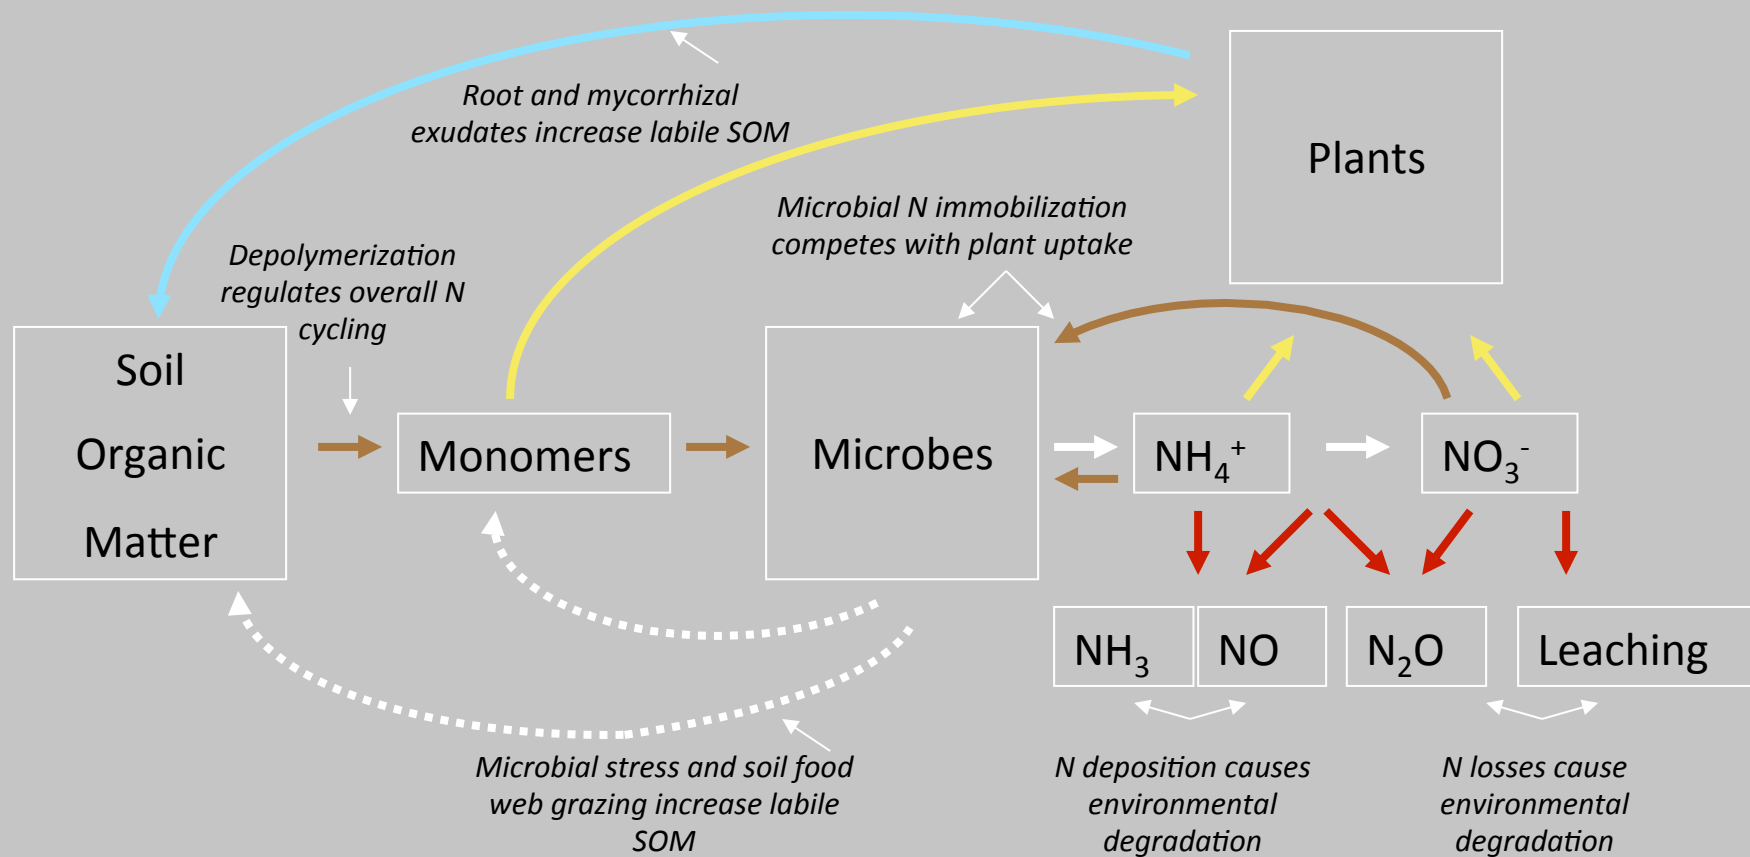 Root and mycorrhizal
exudates increase labile SOM
Plants
Microbial N immobilization
competes with plant uptake
Depolymerization
regulates overall N
cycling
Soil
Organic
Matter
Monomers
Microbes
NH₄⁺
NO₃⁻
NH₃
NO
N₂O
Leaching
Microbial stress and soil food
web grazing increase labile
SOM
N deposition causes
environmental
degradation
N losses cause
environmental
degradation